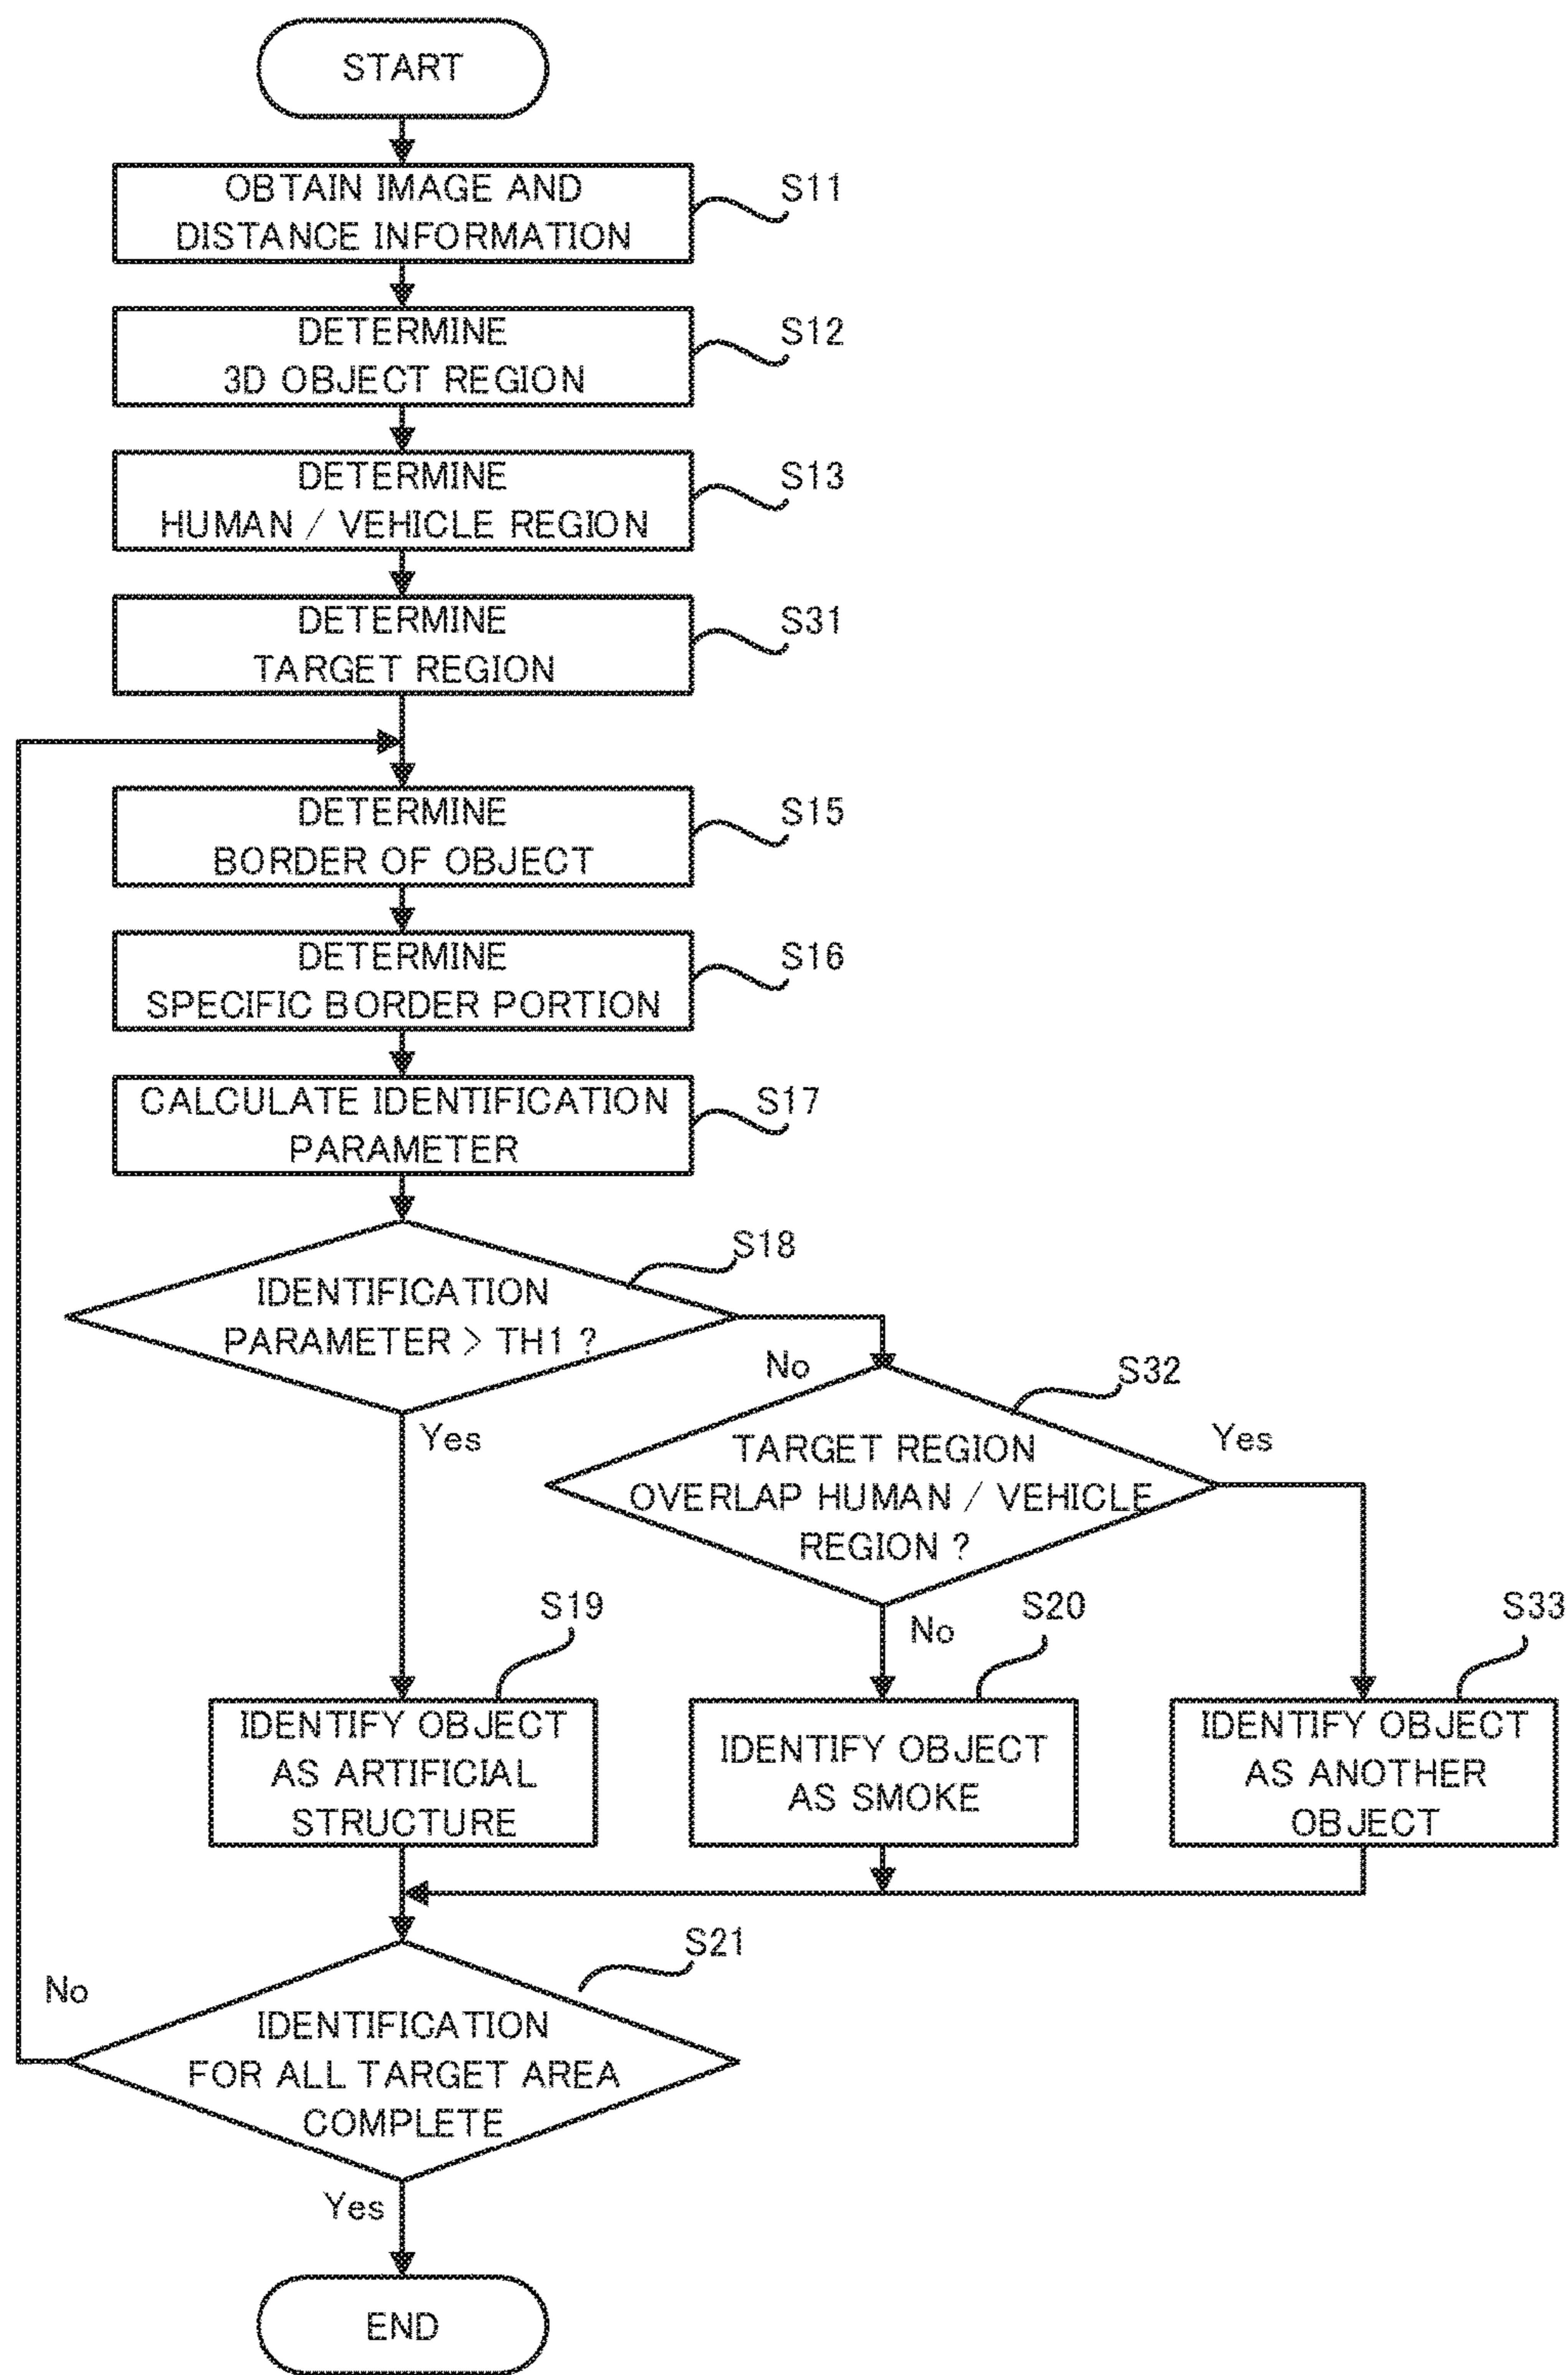 START
OBTAIN IMAGE AND
DISTANCE INFORMATION
S11
DETERMINE
3D OBJECT REGION
S12
DETERMINE
HUMAN / VEHICLE REGION
S13
DETERMINE
TARGET REGION
S31
DETERMINE
BORDER OF OBJECT
S15
DETERMINE
SPECIFIC BORDER PORTION
S16
CALCULATE IDENTIFICATION
PARAMETER
S17
IDENTIFICATION
PARAMETER > TH1 ?
S18
No
Yes
TARGET REGION
OVERLAP HUMAN / VEHICLE
REGION ?
S32
Yes
No
IDENTIFY OBJECT
AS ARTIFICIAL
STRUCTURE
S19
IDENTIFY OBJECT
AS SMOKE
S20
IDENTIFY OBJECT
AS ANOTHER
OBJECT
S33
IDENTIFICATION
FOR ALL TARGET AREA
COMPLETE
S21
No
Yes
END